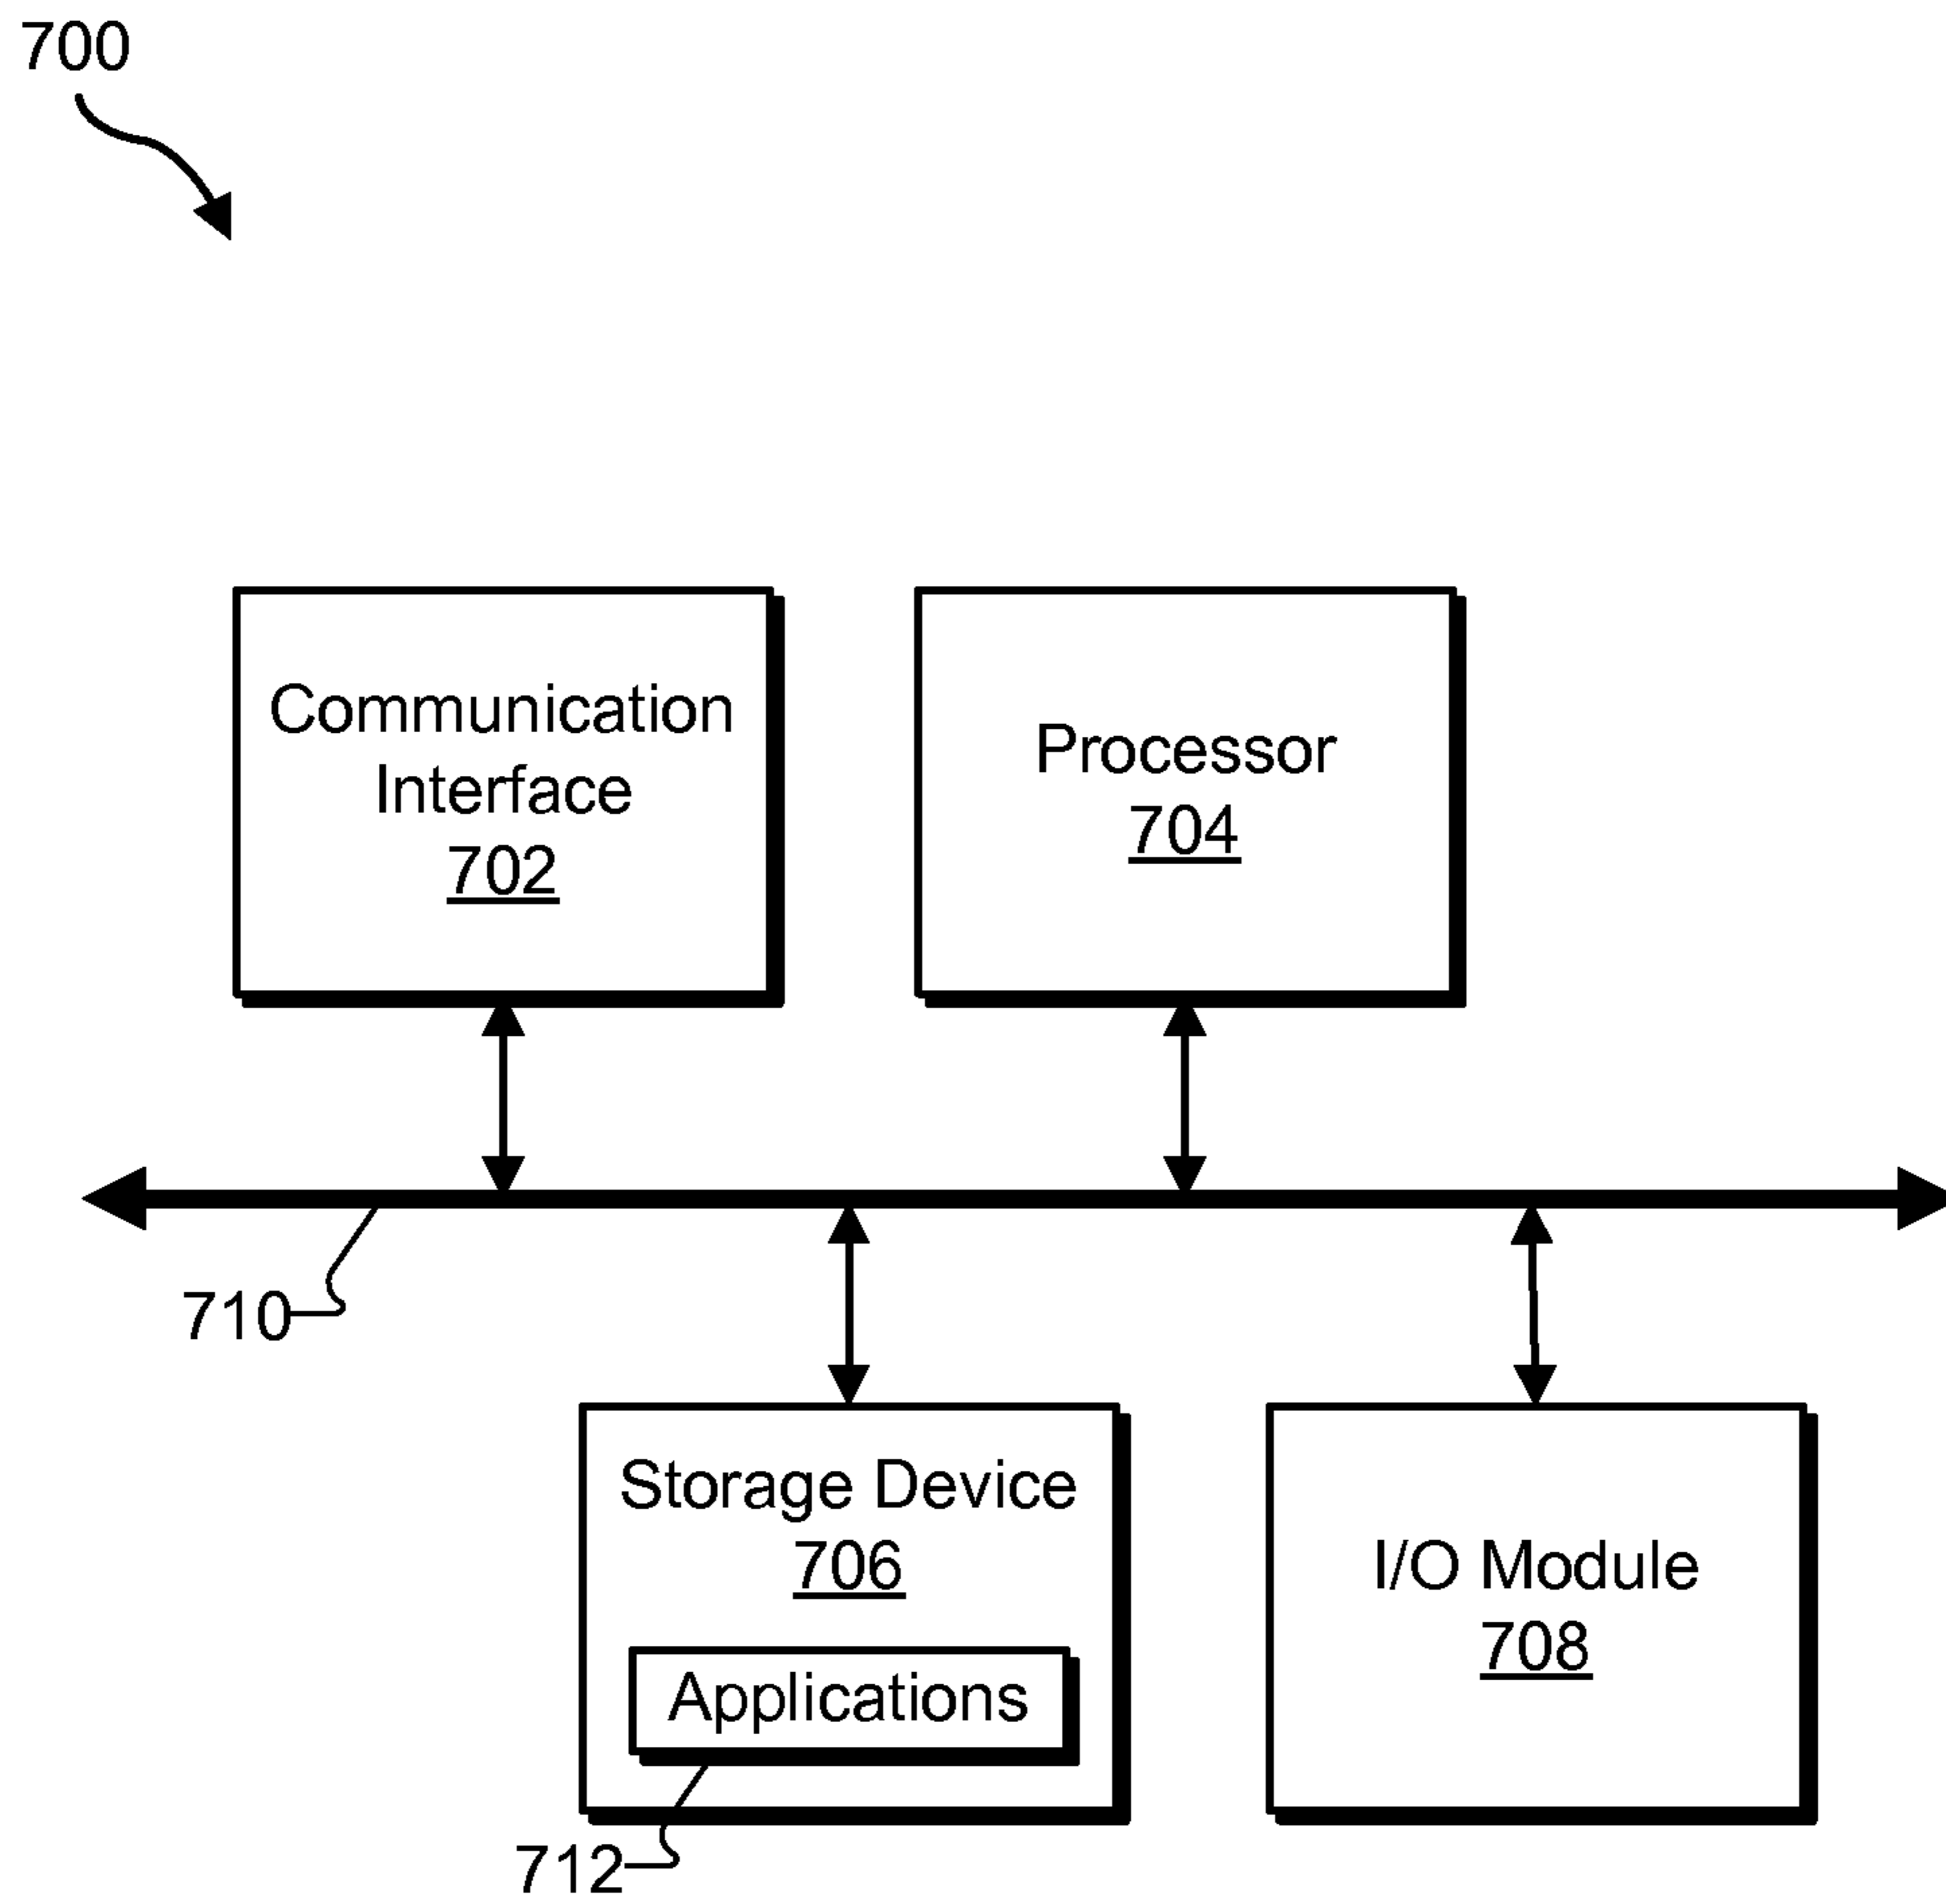 700
Communication
Interface
702
Processor
704
710
Storage Device
706
Applications
712
I/O Module
708